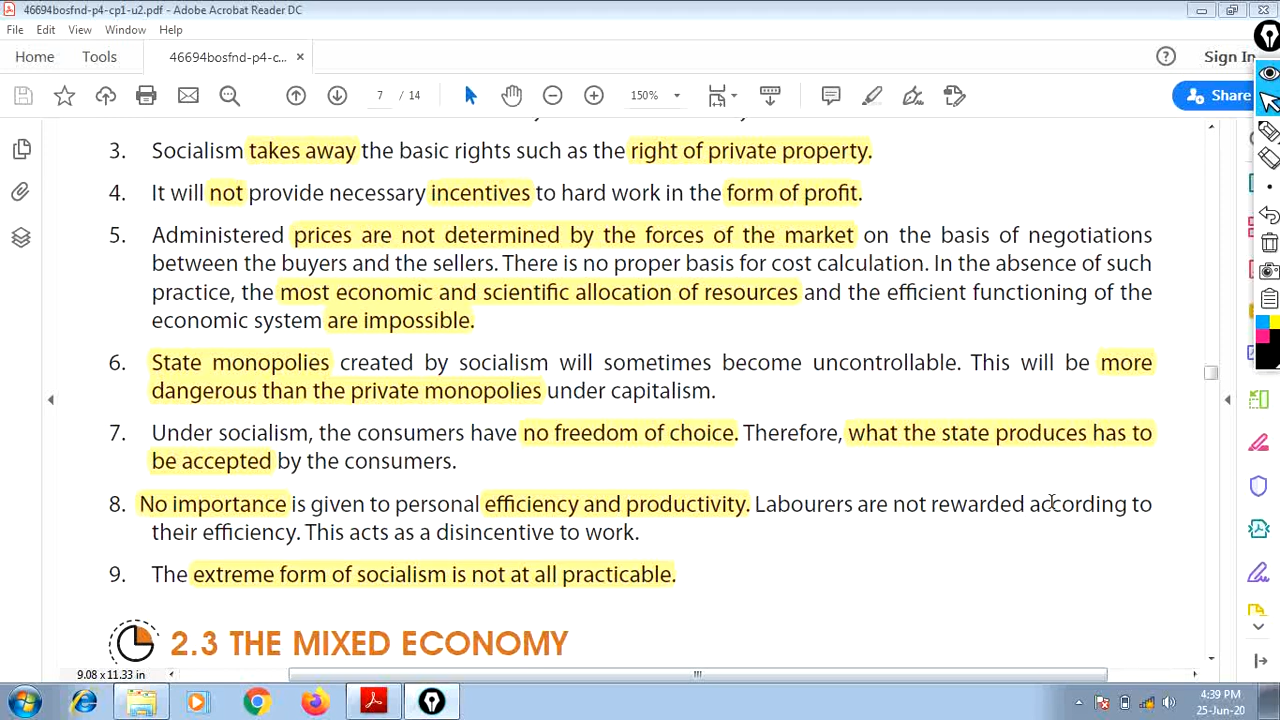 46694bosfnd-p4-cp1-u2.pdf - Adobe Acrobat Reader DC
File Edit View Window Help
Home Tools 46694bosfnd-p4-c... × Sign In
7 / 14 150% Share
3. Socialism takes away the basic rights such as the right of private property.
4. It will not provide necessary incentives to hard work in the form of profit.
5. Administered prices are not determined by the forces of the market on the basis of negotiations
between the buyers and the sellers. There is no proper basis for cost calculation. In the absence of such
practice, the most economic and scientific allocation of resources and the efficient functioning of the
economic system are impossible.
6. State monopolies created by socialism will sometimes become uncontrollable. This will be more
dangerous than the private monopolies under capitalism.
7. Under socialism, the consumers have no freedom of choice. Therefore, what the state produces has to
be accepted by the consumers.
8. No importance is given to personal efficiency and productivity. Labourers are not rewarded according to
their efficiency. This acts as a disincentive to work.
9. The extreme form of socialism is not at all practicable.
2.3 THE MIXED ECONOMY
9.08 x 11.33 in
4:39 PM
25-Jun-20